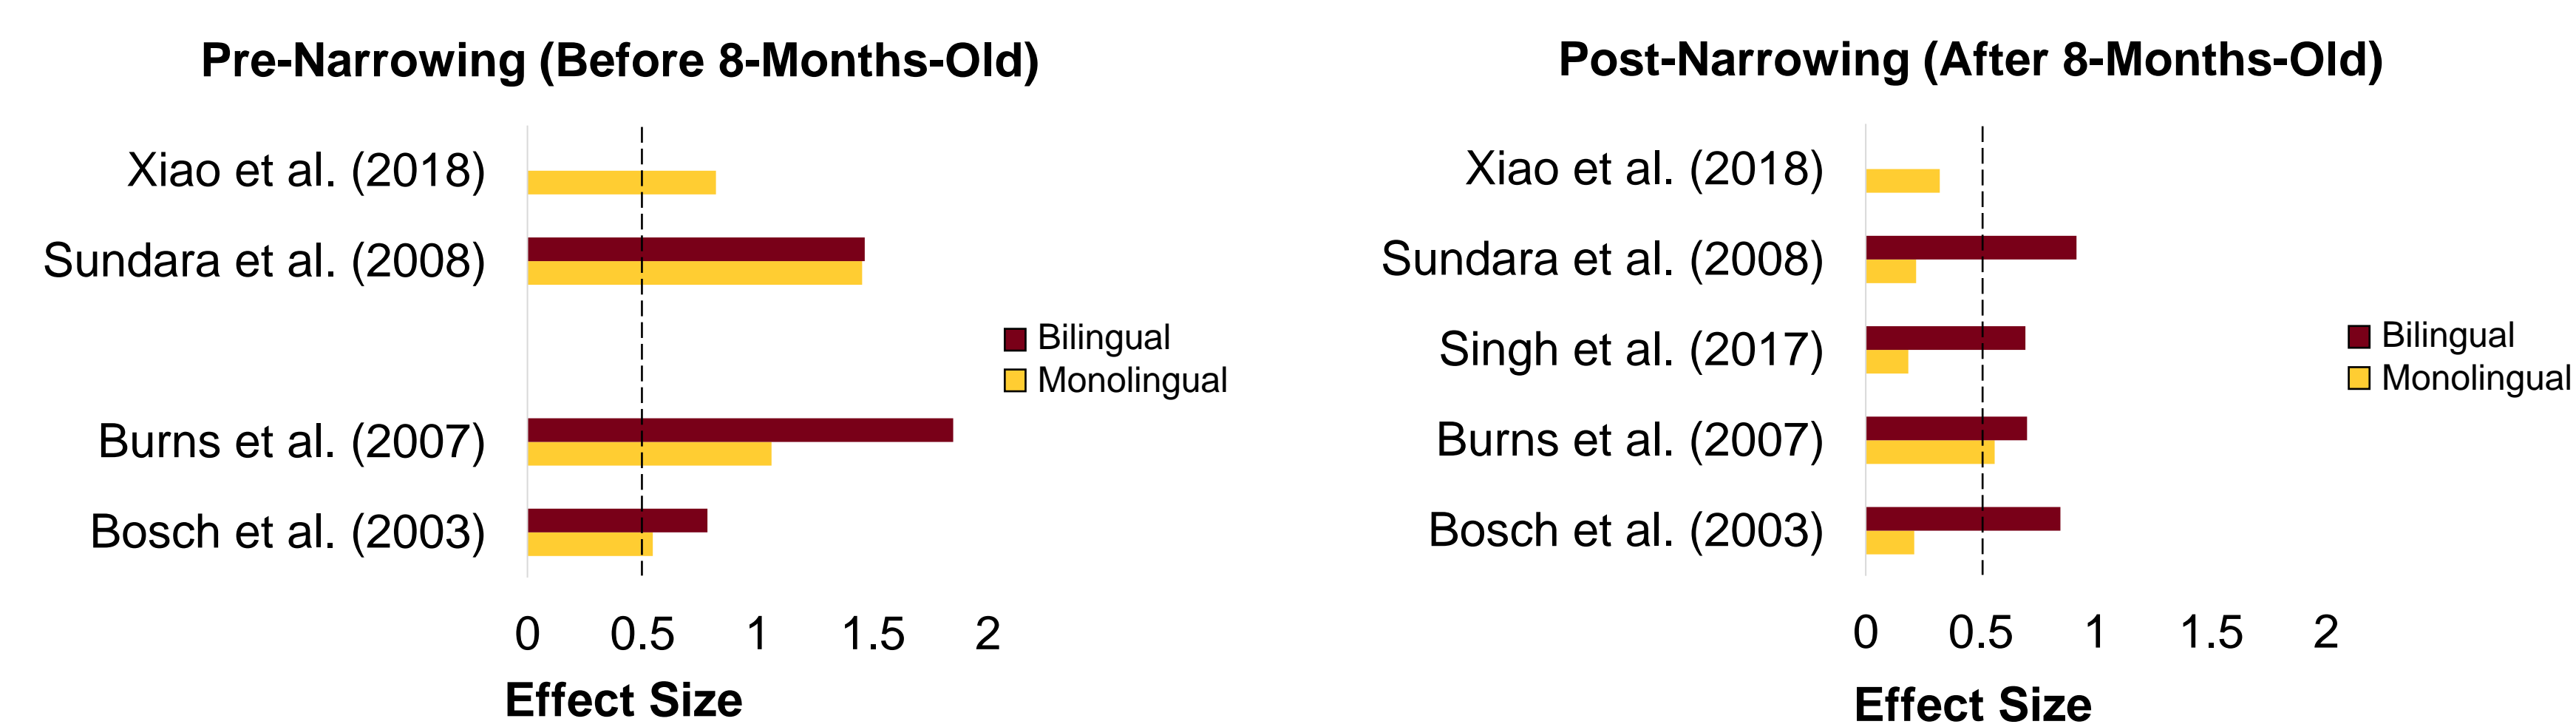 Pre-Narrowing (Before 8-Months-Old)
Xiao et al. (2018)
Sundara et al. (2008)
Burns et al. (2007)
Bosch et al. (2003)
Bilingual
Monolingual
0 0.5 1 1.5 2
Effect Size
Post-Narrowing (After 8-Months-Old)
Xiao et al. (2018)
Sundara et al. (2008)
Singh et al. (2017)
Burns et al. (2007)
Bosch et al. (2003)
Bilingual
Monolingual
0 0.5 1 1.5 2
Effect Size